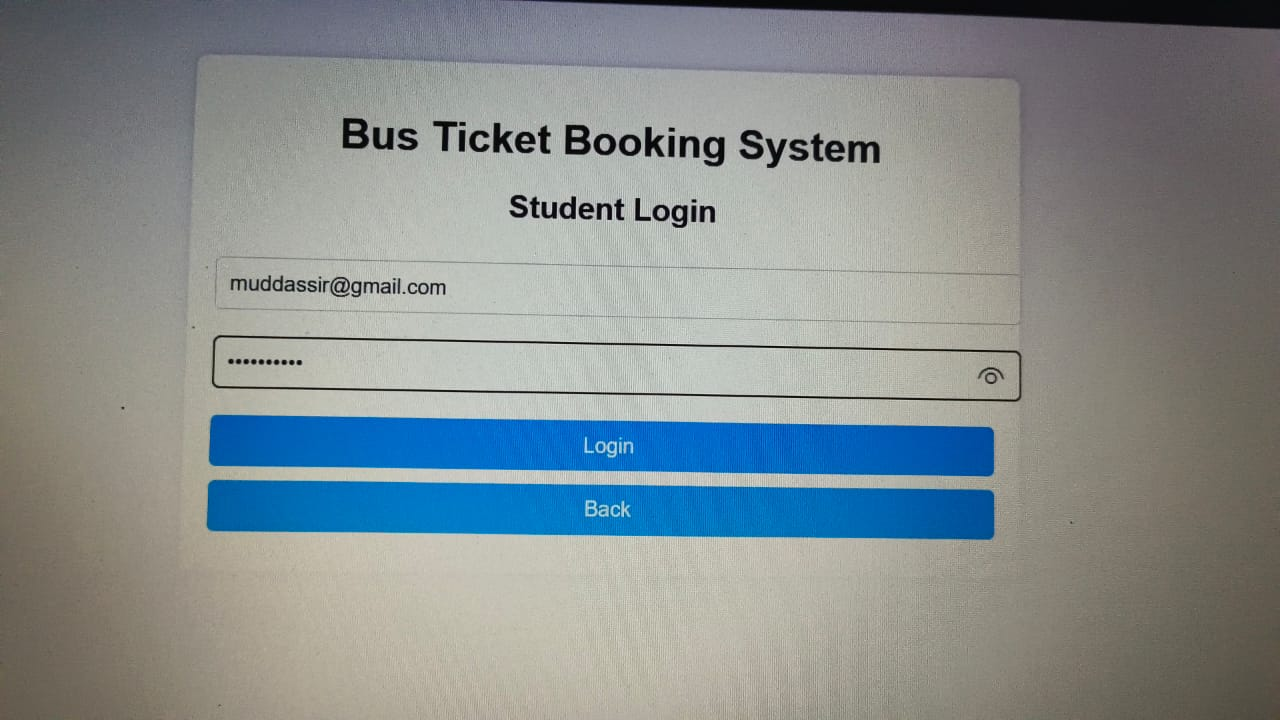 Bus Ticket Booking System
Student Login
muddassir@gmail.com
••••••••••
Login
Back